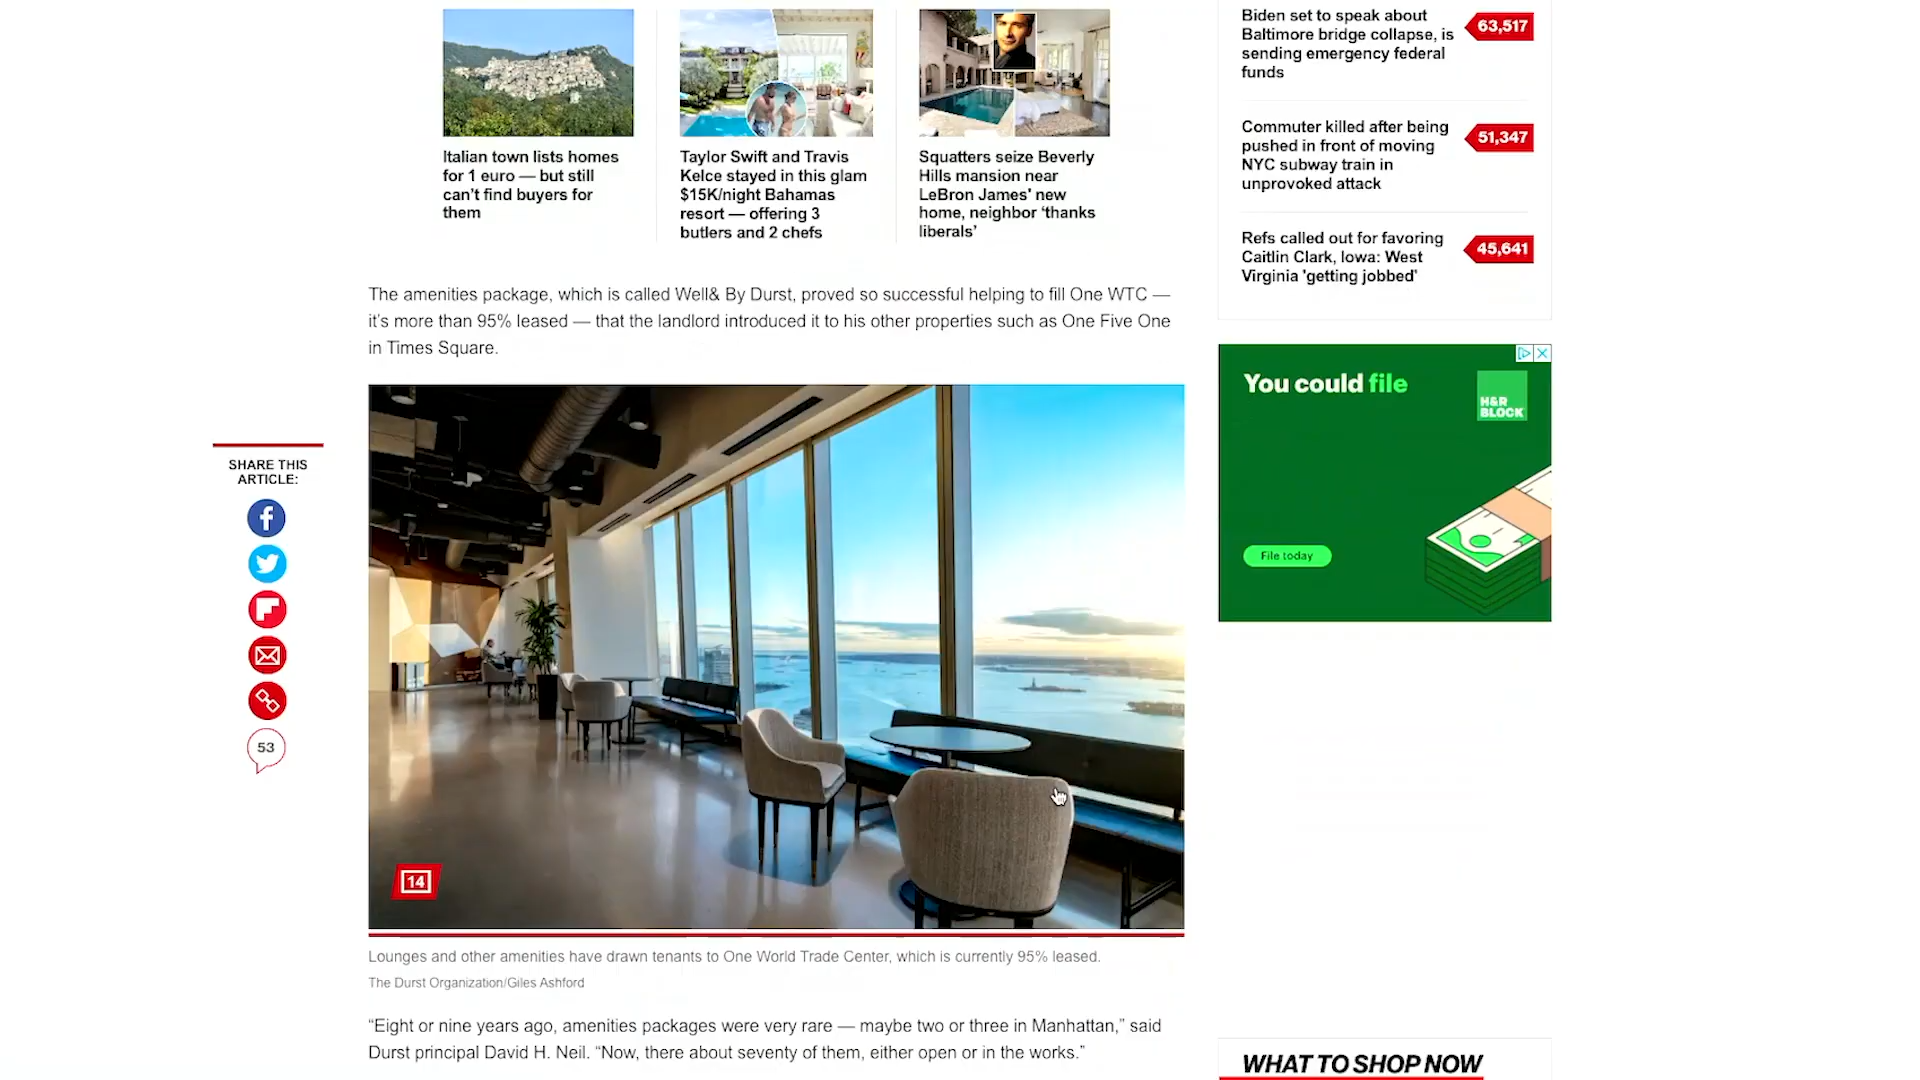 Italian town lists homes
for 1 euro — but still
can’t find buyers for
them
Taylor Swift and Travis
Kelce stayed in this glam
$15K/night Bahamas
resort — offering 3
butlers and 2 chefs
Squatters seize Beverly
Hills mansion near
LeBron James' new
home, neighbor ‘thanks
liberals’
Biden set to speak about
Baltimore bridge collapse, is
sending emergency federal
funds
63,517
Commuter killed after being
pushed in front of moving
NYC subway train in
unprovoked attack
51,347
Refs called out for favoring
Caitlin Clark, Iowa: West
Virginia 'getting jobbed'
45,641
The amenities package, which is called Well& By Durst, proved so successful helping to fill One WTC —
it’s more than 95% leased — that the landlord introduced it to his other properties such as One Five One
in Times Square.
You could file
H&R
BLOCK
File today
SHARE THIS
ARTICLE:
53
14
Lounges and other amenities have drawn tenants to One World Trade Center, which is currently 95% leased.
The Durst Organization/Giles Ashford
“Eight or nine years ago, amenities packages were very rare — maybe two or three in Manhattan,” said
Durst principal David H. Neil. “Now, there about seventy of them, either open or in the works.”
WHAT TO SHOP NOW